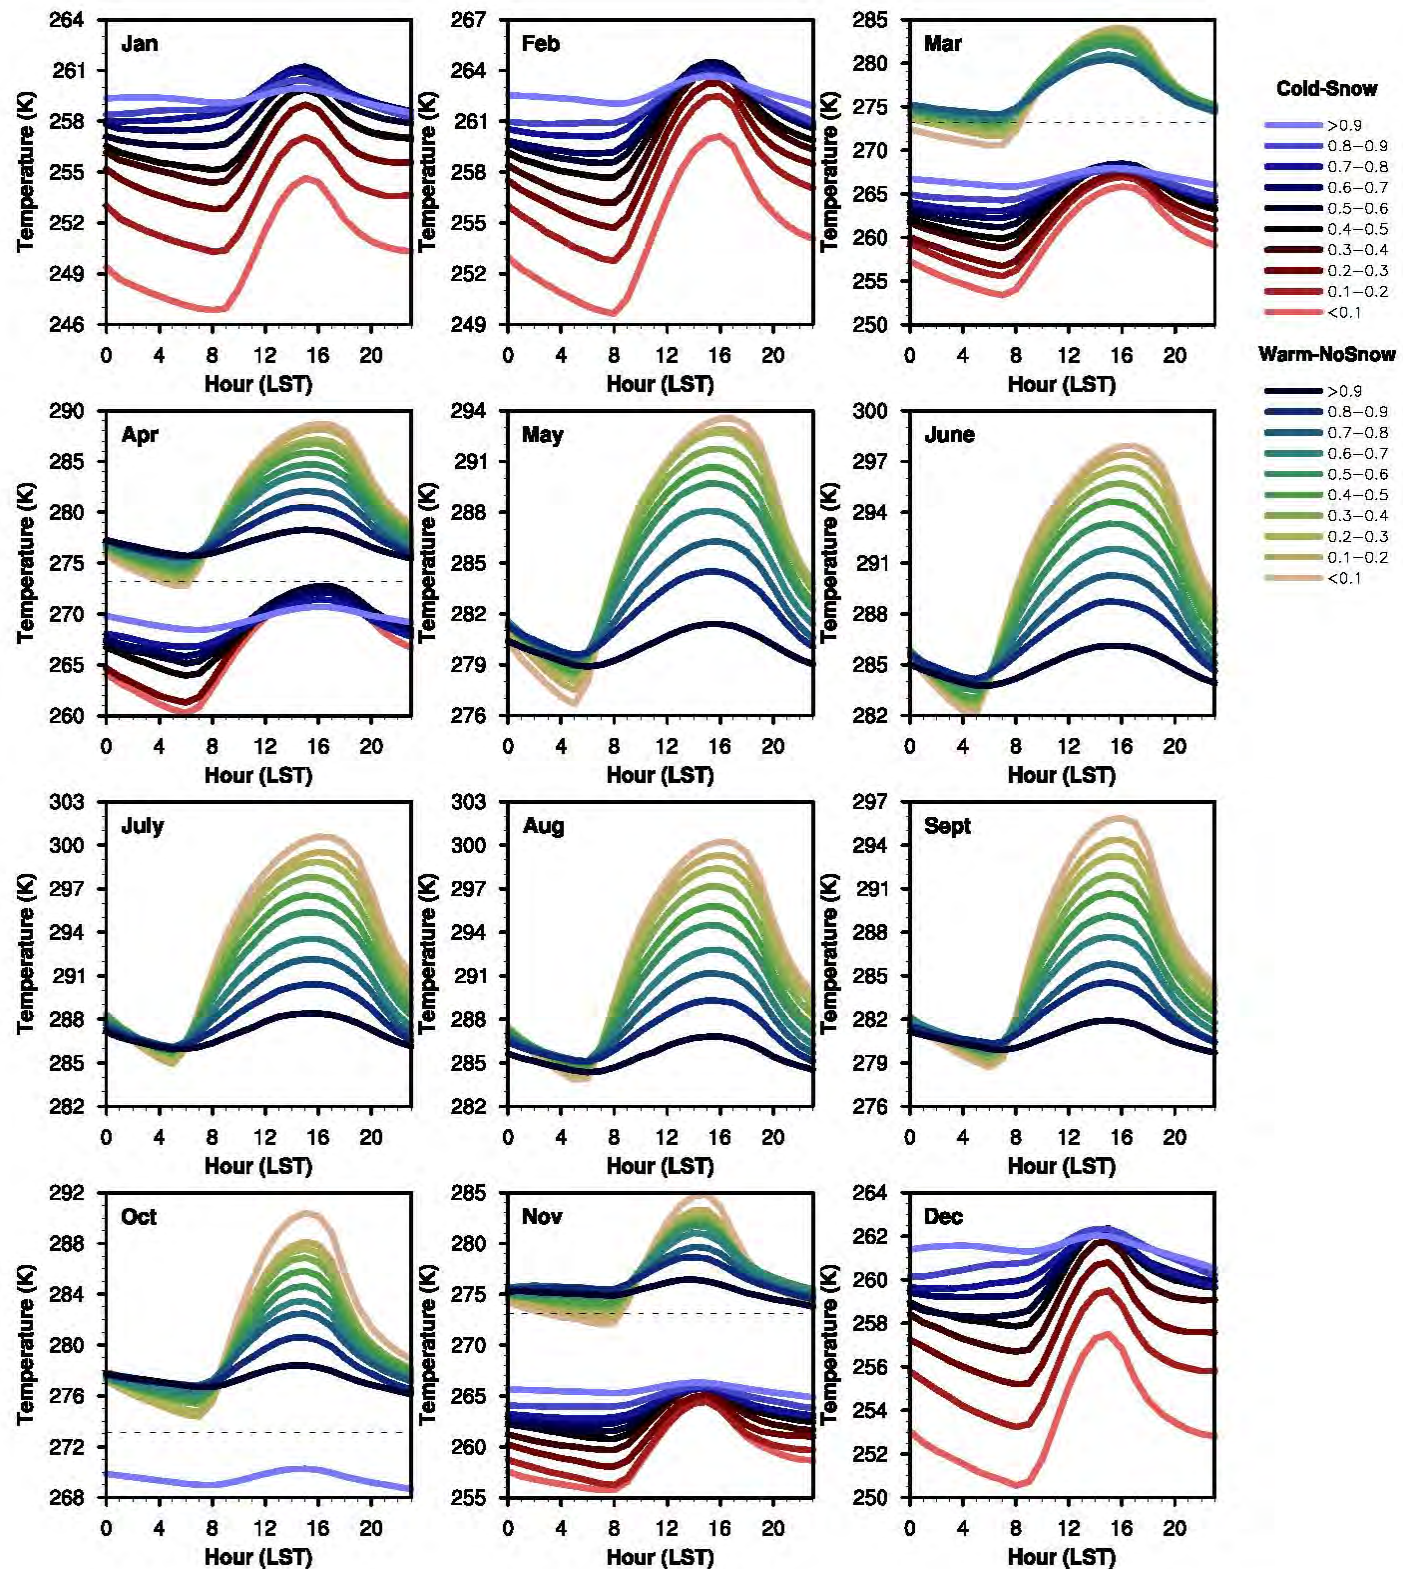 264
261
258
255
252
249
246
Temperature (K)
Jan
0 4 8 12 16 20
Hour (LST)
267
264
261
258
255
252
249
Temperature (K)
Feb
0 4 8 12 16 20
Hour (LST)
285
280
275
270
265
260
255
250
Temperature (K)
Mar
0 4 8 12 16 20
Hour (LST)
Cold-Snow
>0.9
0.8-0.9
0.7-0.8
0.6-0.7
0.5-0.6
0.4-0.5
0.3-0.4
0.2-0.3
0.1-0.2
<0.1
Warm-NoSnow
>0.9
0.8-0.9
0.7-0.8
0.6-0.7
0.5-0.6
0.4-0.5
0.3-0.4
0.2-0.3
0.1-0.2
<0.1
290
285
280
275
270
265
260
Temperature (K)
Apr
0 4 8 12 16 20
Hour (LST)
294
291
288
285
282
279
276
Temperature (K)
May
0 4 8 12 16 20
Hour (LST)
300
297
294
291
288
285
282
Temperature (K)
June
0 4 8 12 16 20
Hour (LST)
303
300
297
294
291
288
285
282
Temperature (K)
July
0 4 8 12 16 20
Hour (LST)
303
300
297
294
291
288
285
282
Temperature (K)
Aug
0 4 8 12 16 20
Hour (LST)
297
294
291
288
285
282
279
276
Temperature (K)
Sept
0 4 8 12 16 20
Hour (LST)
292
288
284
280
276
272
268
Temperature (K)
Oct
0 4 8 12 16 20
Hour (LST)
285
280
275
270
265
260
255
Temperature (K)
Nov
0 4 8 12 16 20
Hour (LST)
264
262
260
258
256
254
252
250
Temperature (K)
Dec
0 4 8 12 16 20
Hour (LST)